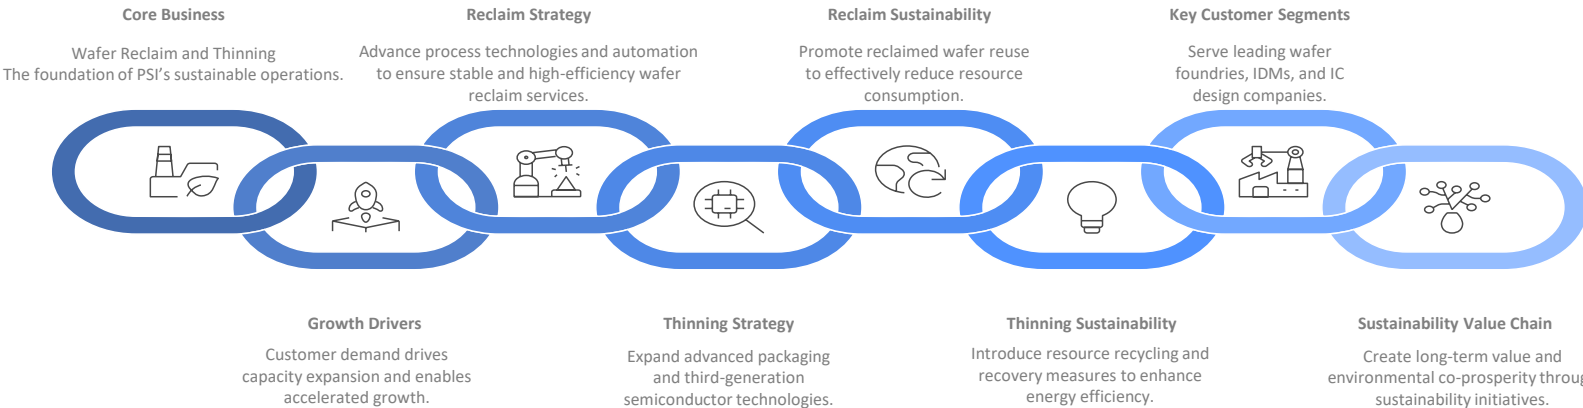 Core Business
Wafer Reclaim and Thinning
The foundation of PSI's sustainable operations.
Growth Drivers
Customer demand drives
capacity expansion and enables
accelerated growth.
Reclaim Strategy
Advance process technologies and automation
to ensure stable and high-efficiency wafer
reclaim services.
Thinning Strategy
Expand advanced packaging
and third-generation
semiconductor technologies.
Reclaim Sustainability
Promote reclaimed wafer reuse
to effectively reduce resource
consumption.
Thinning Sustainability
Introduce resource recycling and
recovery measures to enhance
energy efficiency.
Key Customer Segments
Serve leading wafer
foundries, IDMs, and IC
design companies.
Sustainability Value Chain
Create long-term value and
environmental co-prosperity throug
sustainability initiatives.